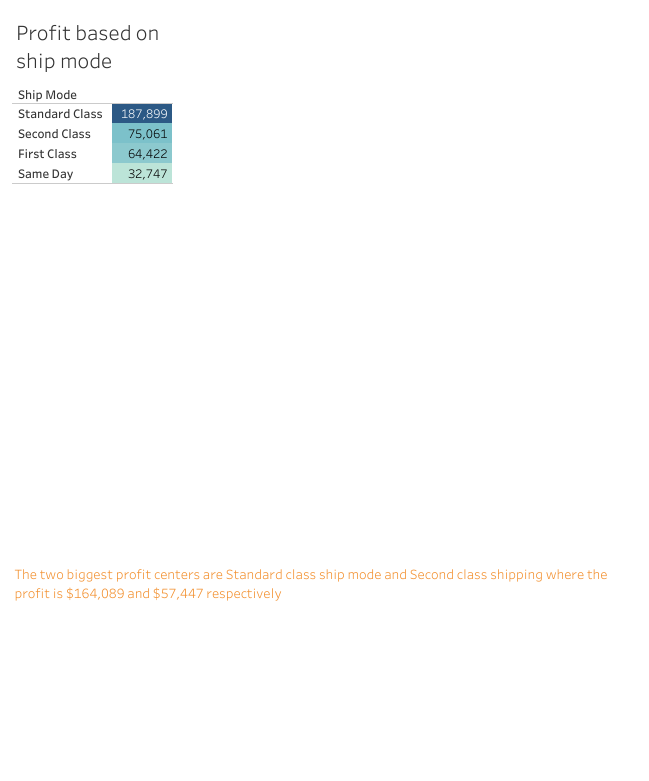 Profit based on
ship mode
Ship Mode
Standard Class 187,899
Second Class 75,061
First Class 64,422
Same Day 32,747
The two biggest profit centers are Standard class ship mode and Second class shipping where the
profit is $164,089 and $57,447 respectively